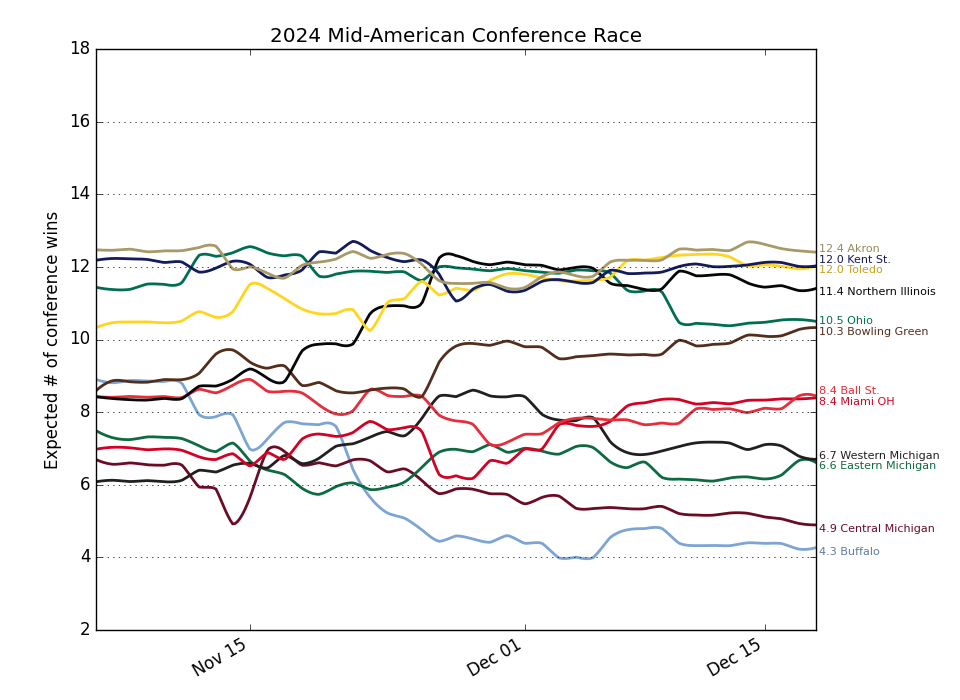 2024 Mid-American Conference Race
Expected # of conference wins
18
16
14
12
10
8
6
4
2
Nov 15
Dec 01
Dec 15
12.4 Akron
12.0 Kent St.
12.0 Toledo
11.4 Northern Illinois
10.5 Ohio
10.3 Bowling Green
8.4 Ball St.
8.4 Miami OH
6.7 Western Michigan
6.6 Eastern Michigan
4.9 Central Michigan
4.3 Buffalo